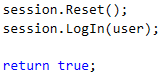 session.Reset();
session.LogIn(user);
return true;